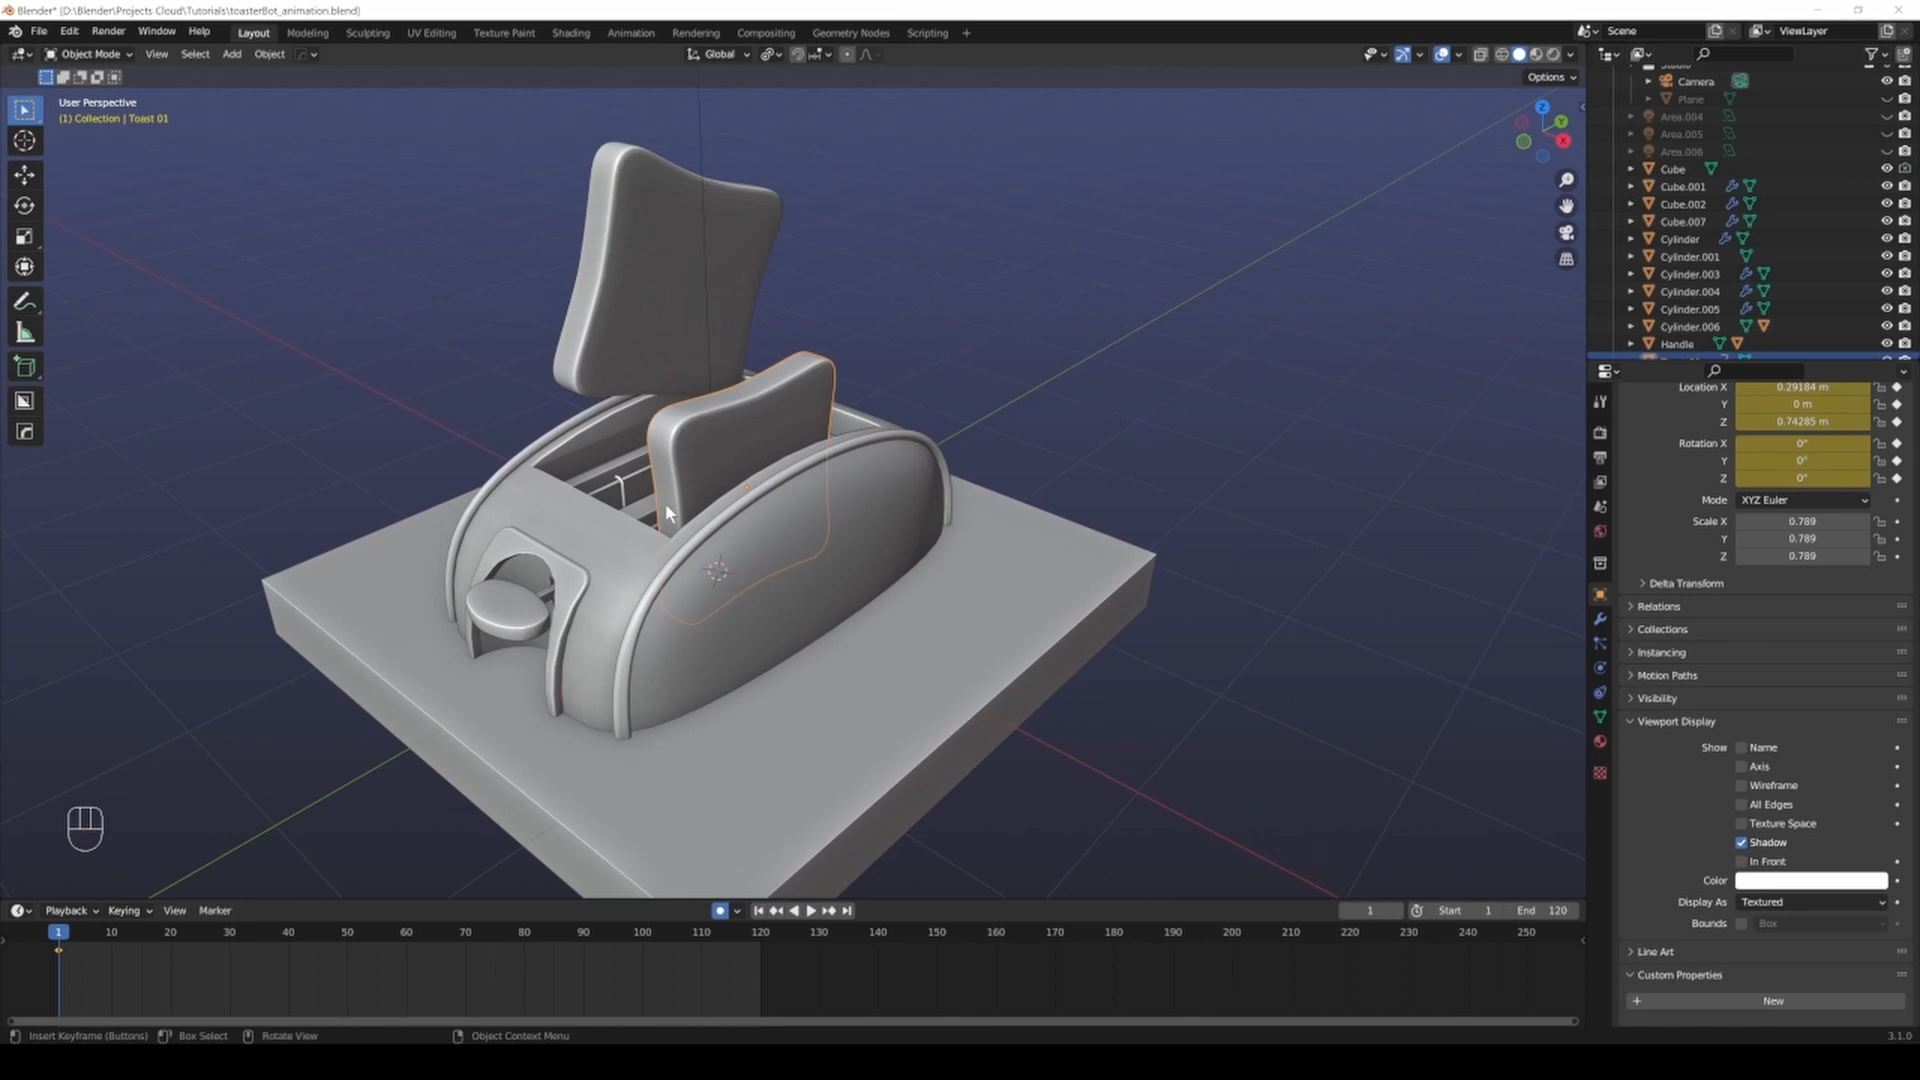 Blender* [D:\Blender\Projects Cloud\Tutorials\toasterBot_animation.blend]
File Edit Render Window Help Layout Modeling Sculpting UV Editing Texture Paint Shading Animation Rendering Compositing Geometry Nodes Scripting + Scene ViewLayer
Object Mode View Select Add Object Global
Options
User Perspective
(1) Collection | Toast 01
Z
Y
X
Camera
Plane
Area.004
Area.005
Area.006
Cube
Cube.001
Cube.002
Cube.007
Cylinder
Cylinder.001
Cylinder.003
Cylinder.004
Cylinder.005
Cylinder.006
Handle
Location X 0.29184 m
Y 0 m
Z 0.74285 m
Rotation X 0°
Y 0°
Z 0°
Mode XYZ Euler
Scale X 0.789
Y 0.789
Z 0.789
Delta Transform
Relations
Collections
Instancing
Motion Paths
Visibility
Viewport Display
Show Name
Axis
Wireframe
All Edges
Texture Space
Shadow
In Front
Color
Display As Textured
Bounds Box
Line Art
Custom Properties
+ New
Playback Keying View Marker 1 Start 1 End 120
1 10 20 30 40 50 60 70 80 90 100 110 120 130 140 150 160 170 180 190 200 210 220 230 240 250
Insert Keyframe (Buttons) Box Select Rotate View Object Context Menu 3.1.0